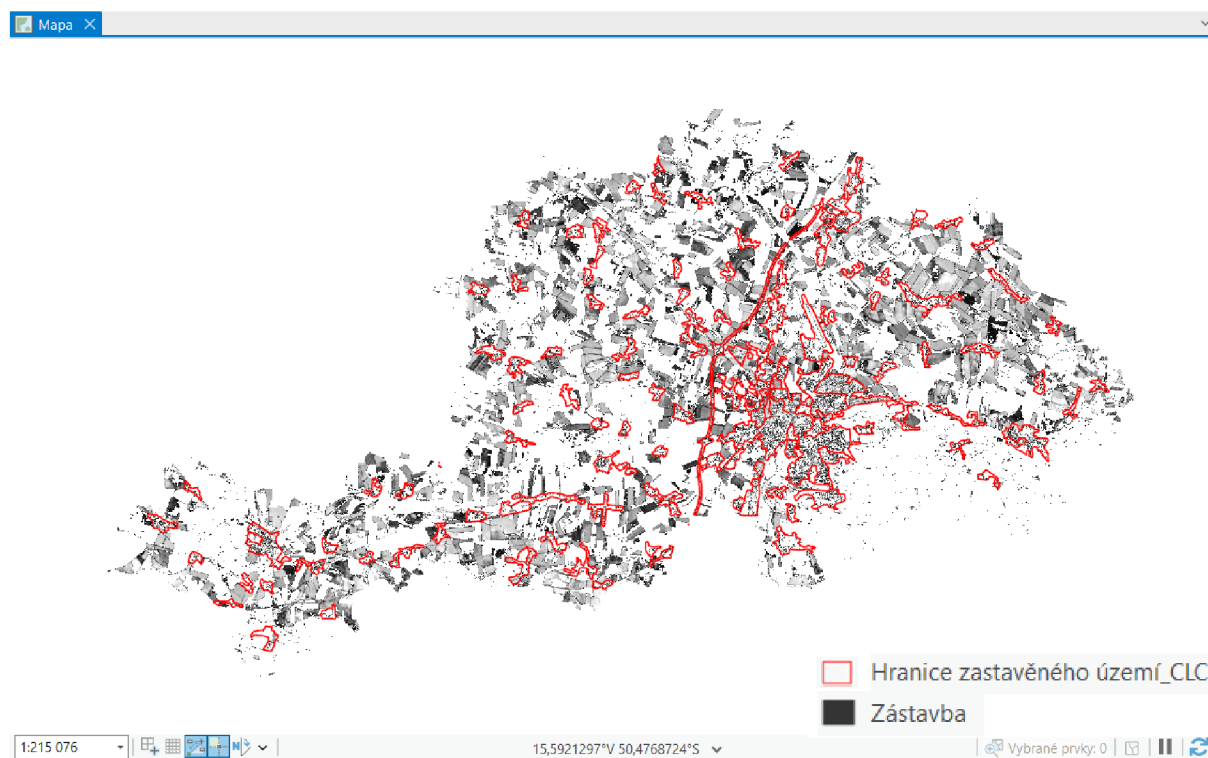 Mapa
Hranice zastavěného území_CLC
Zástavba
1:215 076
15,5921297°V 50,4768724°S
Vybrané prvky: 0